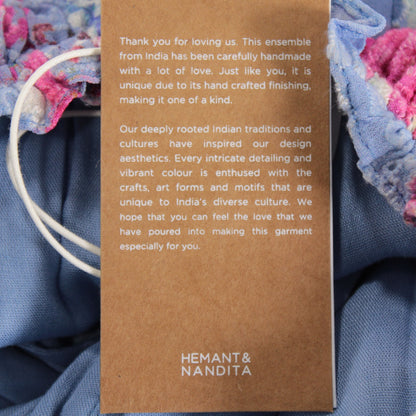 Thank you for loving us. This ensemble
from India has been carefully handmade
with a lot of love. Just like you, it is
unique due to its hand crafted finishing,
making it one of a kind.
Our deeply rooted Indian traditions and
cultures have inspired our design
aesthetics. Every intricate detailing and
vibrant colour is enthused with the
crafts, art forms and motifs that are
unique to India's diverse culture. We
hope that you can feel the love that we
have poured into making this garment
especially for you.
HEMANT &
NANDITA